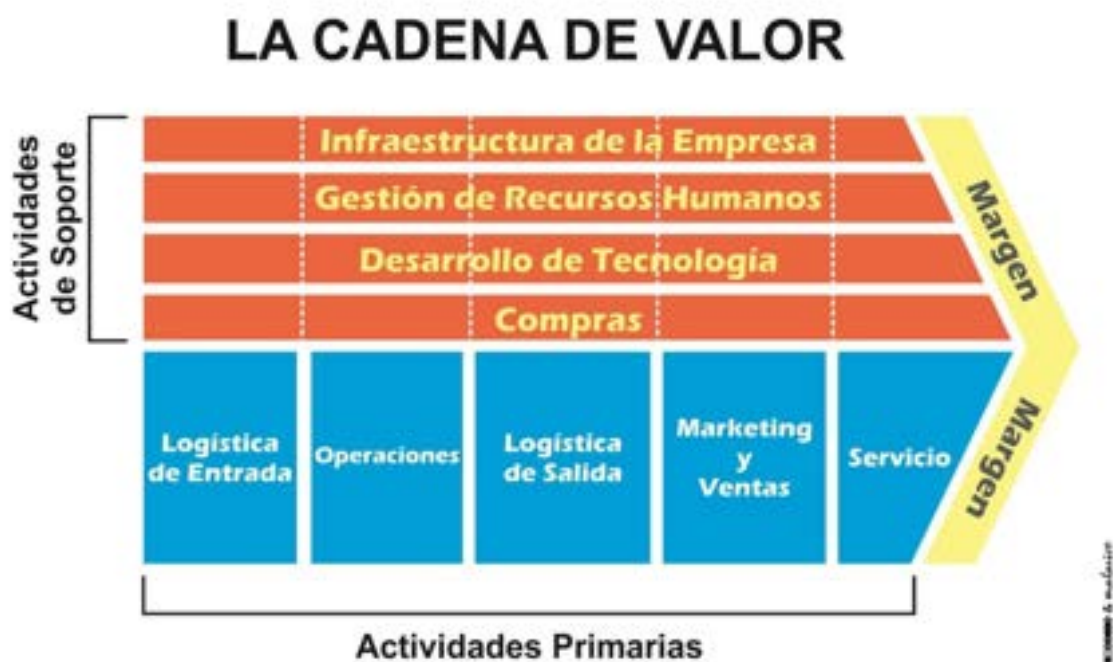 LA CADENA DE VALOR
Actividades
de Soporte
Infraestructura de la Empresa
Gestión de Recursos Humanos
Desarrollo de Tecnología
Compras
Margen
Logística
de Entrada
Operaciones
Logística
de Salida
Marketing
y
Ventas
Servicio
Margen
Actividades Primarias